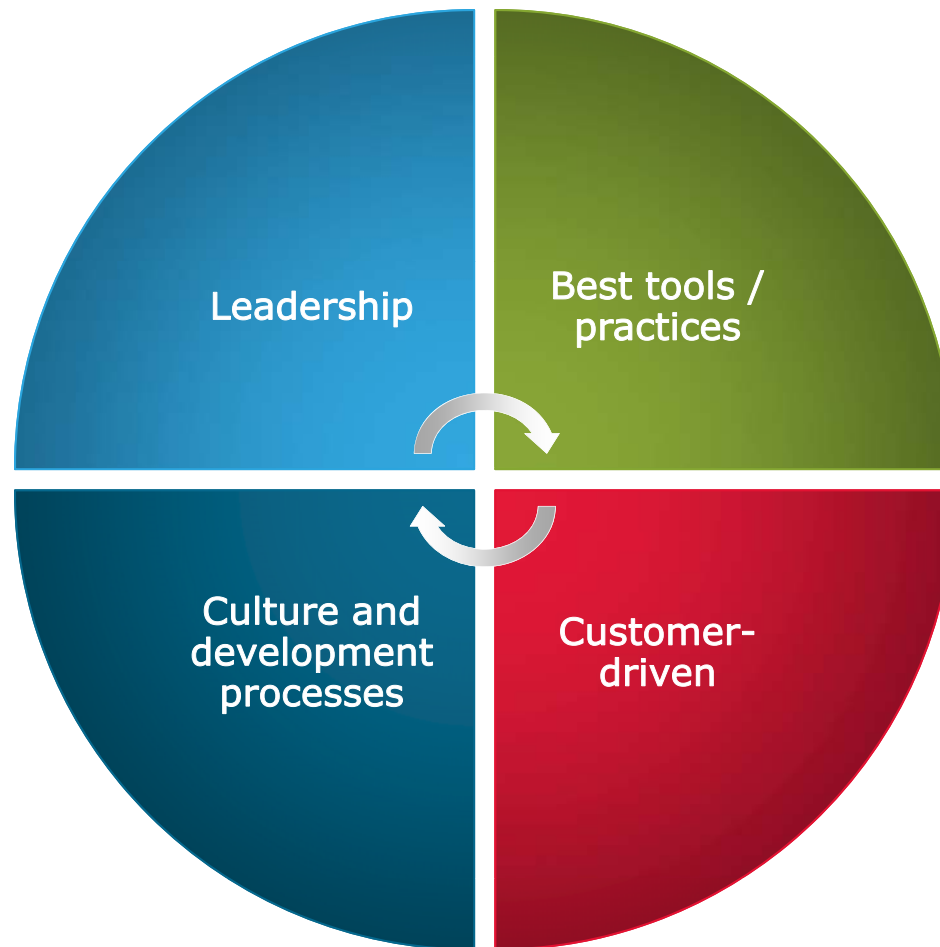 Leadership
Best tools /
practices
Culture and
development
processes
Customer-
driven